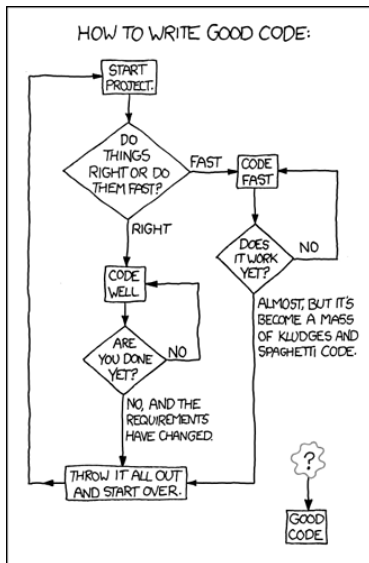 HOW TO WRITE GOOD CODE:
START
PROJECT.
DO
THINGS
RIGHT OR DO
THEM FAST?
FAST
CODE
FAST
RIGHT
DOES
IT WORK
YET?
NO
CODE
WELL
ALMOST, BUT IT'S
BECOME A MASS
OF KLUDGES AND
SPAGHETTI CODE.
ARE
YOU DONE
YET?
NO
NO, AND THE
REQUIREMENTS
HAVE CHANGED.
THROW IT ALL OUT
AND START OVER.
?
GOOD
CODE